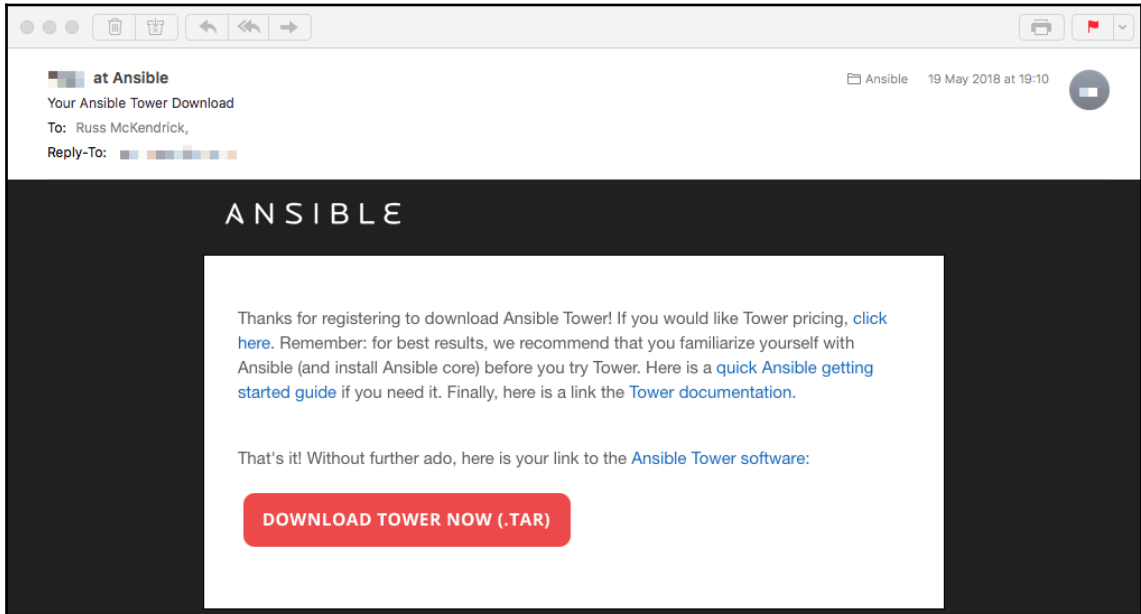 at Ansible
Ansible 19 May 2018 at 19:10
Your Ansible Tower Download
To: Russ McKendrick,
Reply-To:
ANSIBLE
Thanks for registering to download Ansible Tower! If you would like Tower pricing, click
here. Remember: for best results, we recommend that you familiarize yourself with
Ansible (and install Ansible core) before you try Tower. Here is a quick Ansible getting
started guide if you need it. Finally, here is a link the Tower documentation.
That's it! Without further ado, here is your link to the Ansible Tower software:
DOWNLOAD TOWER NOW (.TAR)